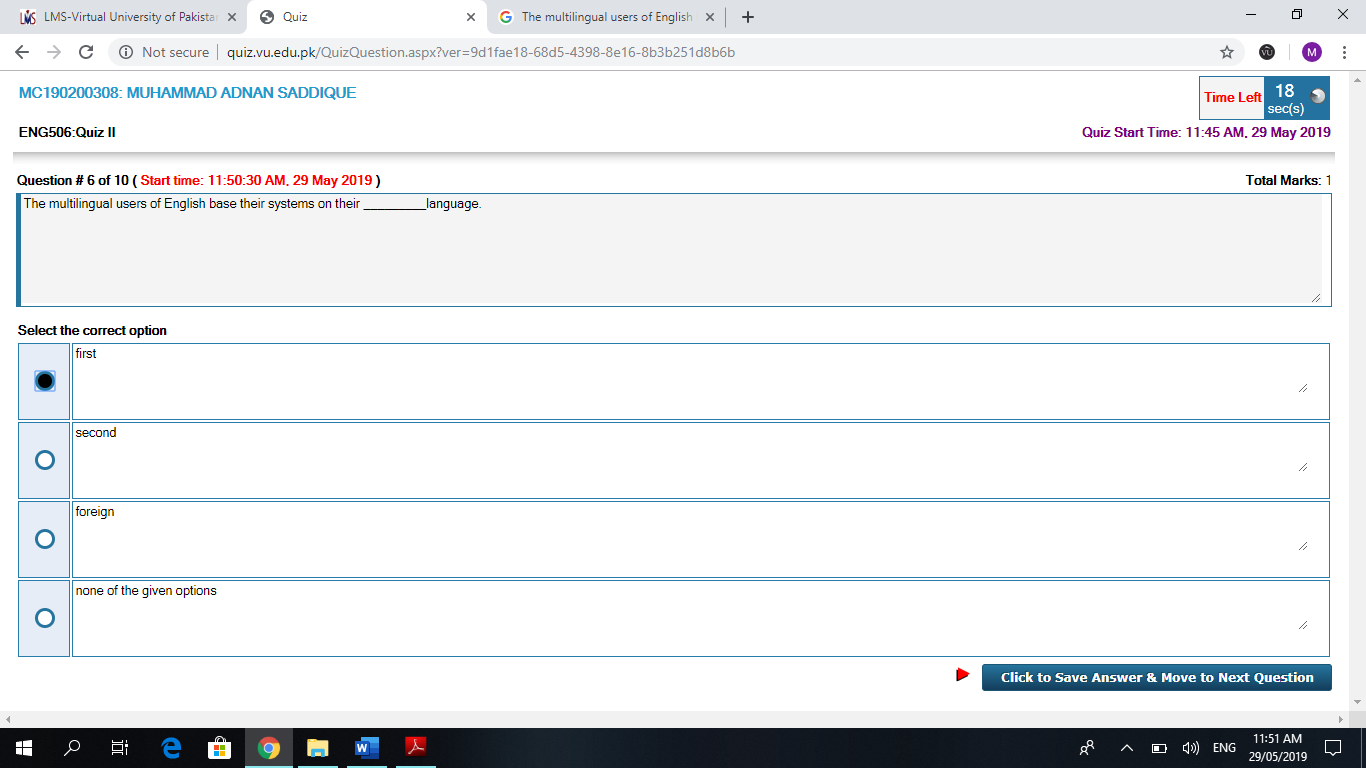 LMS-Virtual University of Pakista
Quiz
The multilingual users of English
Not secure
quiz.vu.edu.pk/QuizQuestion.aspx?ver=9d1fae18-68d5-4398-8e16-8b3b251d8b6b
VU
M
MC190200308: MUHAMMAD ADNAN SADDIQUE
Time Left 18
sec(s)
ENG506:Quiz II
Quiz Start Time: 11:45 AM, 29 May 2019
Question # 6 of 10 ( Start time: 11:50:30 AM, 29 May 2019 )
Total Marks: 1
The multilingual users of English base their systems on their _________language.
Select the correct option
first
second
foreign
none of the given options
Click to Save Answer & Move to Next Question
ENG
11:51 AM
29/05/2019